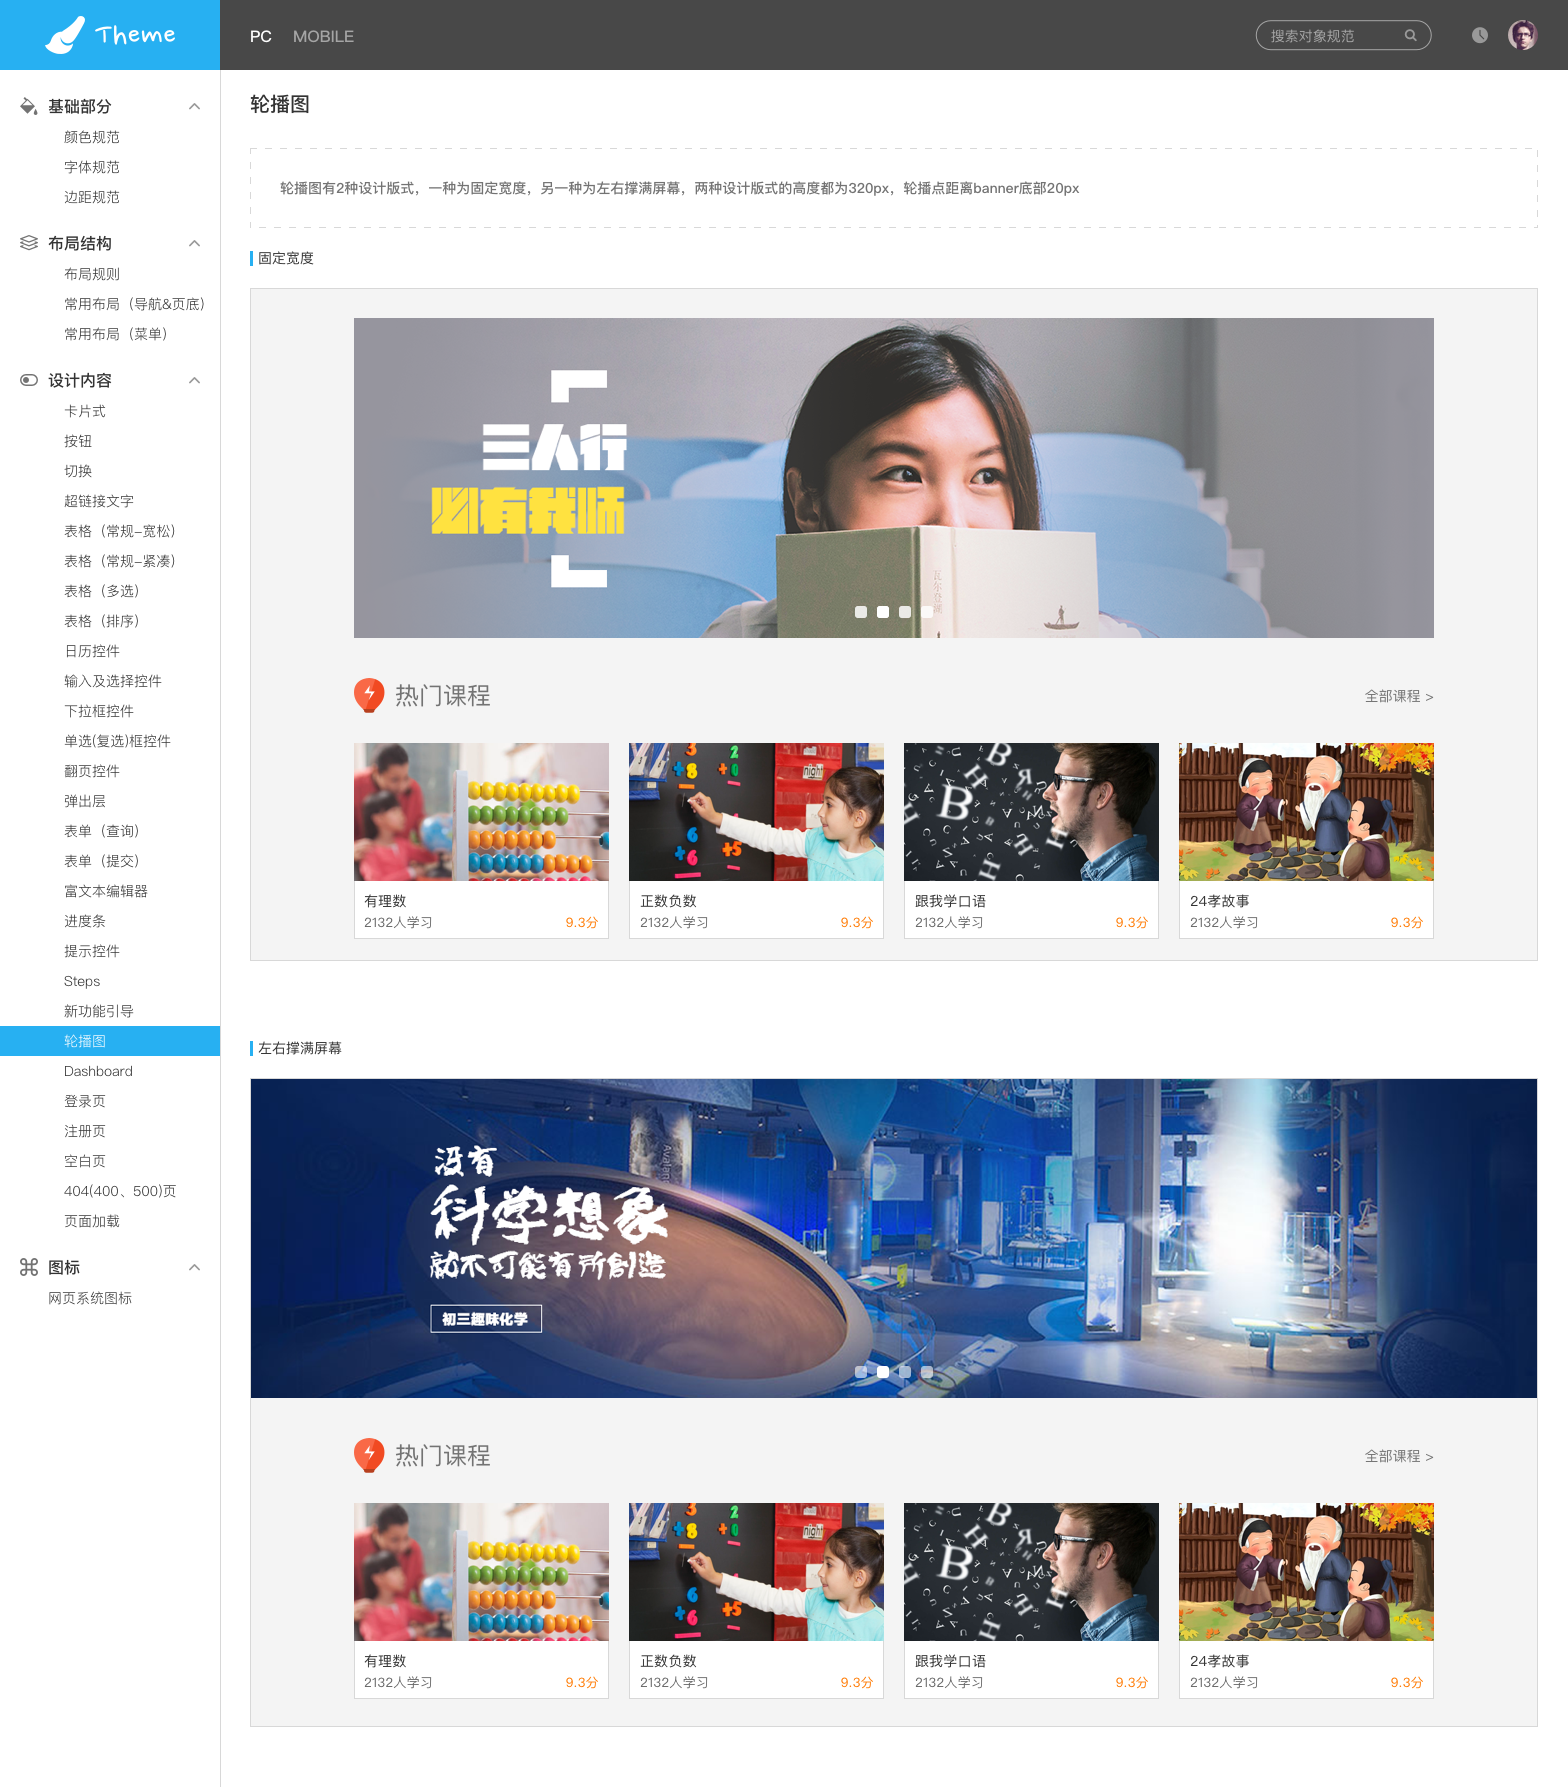 Theme
PC
MOBILE
搜索对象规范
基础部分
颜色规范
字体规范
边距规范
布局结构
布局规则
常用布局（导航&页底）
常用布局（菜单）
设计内容
卡片式
按钮
切换
超链接文字
表格（常规-宽松）
表格（常规-紧凑）
表格（多选）
表格（排序）
日历控件
输入及选择控件
下拉框控件
单选(复选)框控件
翻页控件
弹出层
表单（查询）
表单（提交）
富文本编辑器
进度条
提示控件
Steps
新功能引导
轮播图
Dashboard
登录页
注册页
空白页
404(400、500)页
页面加载
图标
网页系统图标
轮播图
轮播图有2种设计版式，一种为固定宽度，另一种为左右撑满屏幕，两种设计版式的高度都为320px，轮播点距离banner底部20px
固定宽度
三人行
必有我师
热门课程
全部课程 >
night
有理数
2132人学习
9.3分
正数负数
2132人学习
9.3分
跟我学口语
2132人学习
9.3分
24孝故事
2132人学习
9.3分
左右撑满屏幕
没有
科学想象
就不可能有所创造
初三趣味化学
热门课程
全部课程 >
night
有理数
2132人学习
9.3分
正数负数
2132人学习
9.3分
跟我学口语
2132人学习
9.3分
24孝故事
2132人学习
9.3分